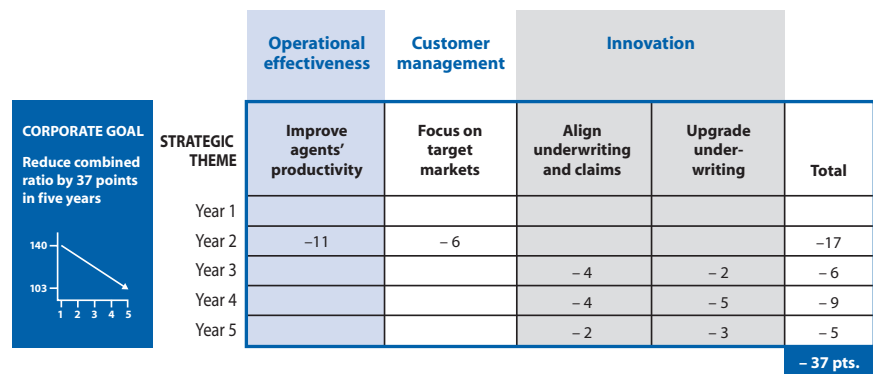 Operational
effectiveness
Customer
management
Innovation
CORPORATE GOAL
Reduce combined
ratio by 37 points
in five years
140
103
1 2 3 4 5
STRATEGIC
THEME
Improve
agents’
productivity
Focus on
target
markets
Align
underwriting
and claims
Upgrade
under-
writing
Total
Year 1
Year 2 –11 – 6 –17
Year 3 – 4 – 2 – 6
Year 4 – 4 – 5 – 9
Year 5 – 2 – 3 – 5
– 37 pts.